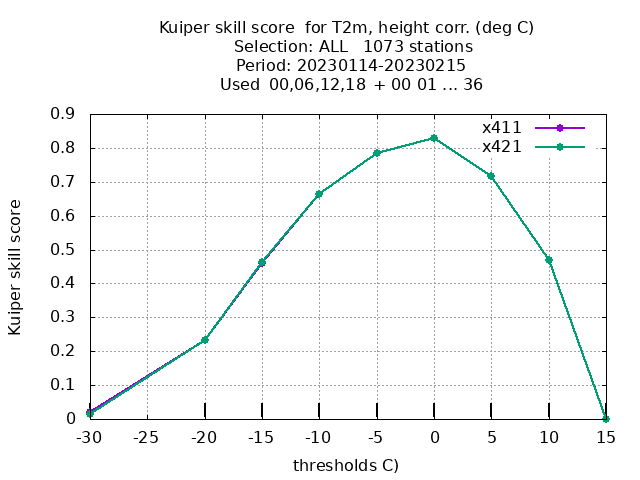 Kuiper skill score  for T2m, height corr. (deg C)
Selection: ALL   1073 stations
Period: 20230114-20230215
Used 00,06,12,18 + 00 01 ... 36
x411
x421
0.9
0.8
0.7
0.6
0.5
0.4
0.3
0.2
0.1
0
Kuiper skill score
-30 -25 -20 -15 -10 -5 0 5 10 15
thresholds C)